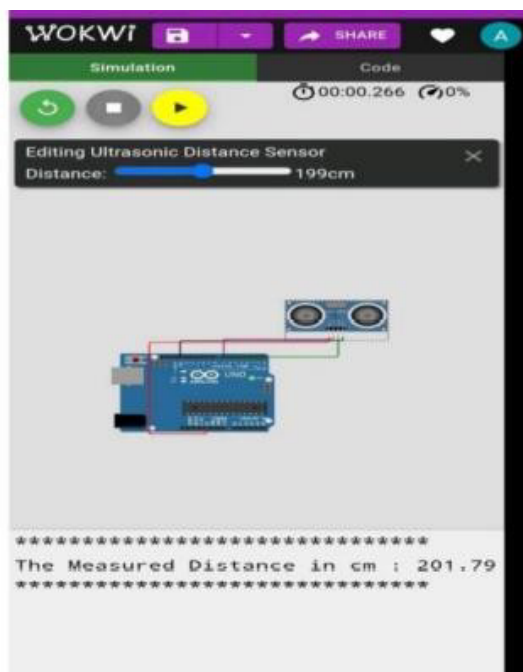 WOKWi
SHARE
A
Simulation Code
00:00.266 0%
Editing Ultrasonic Distance Sensor
Distance: 199cm
UNO
*******************************
The Measured Distance in cm : 201.79
*******************************